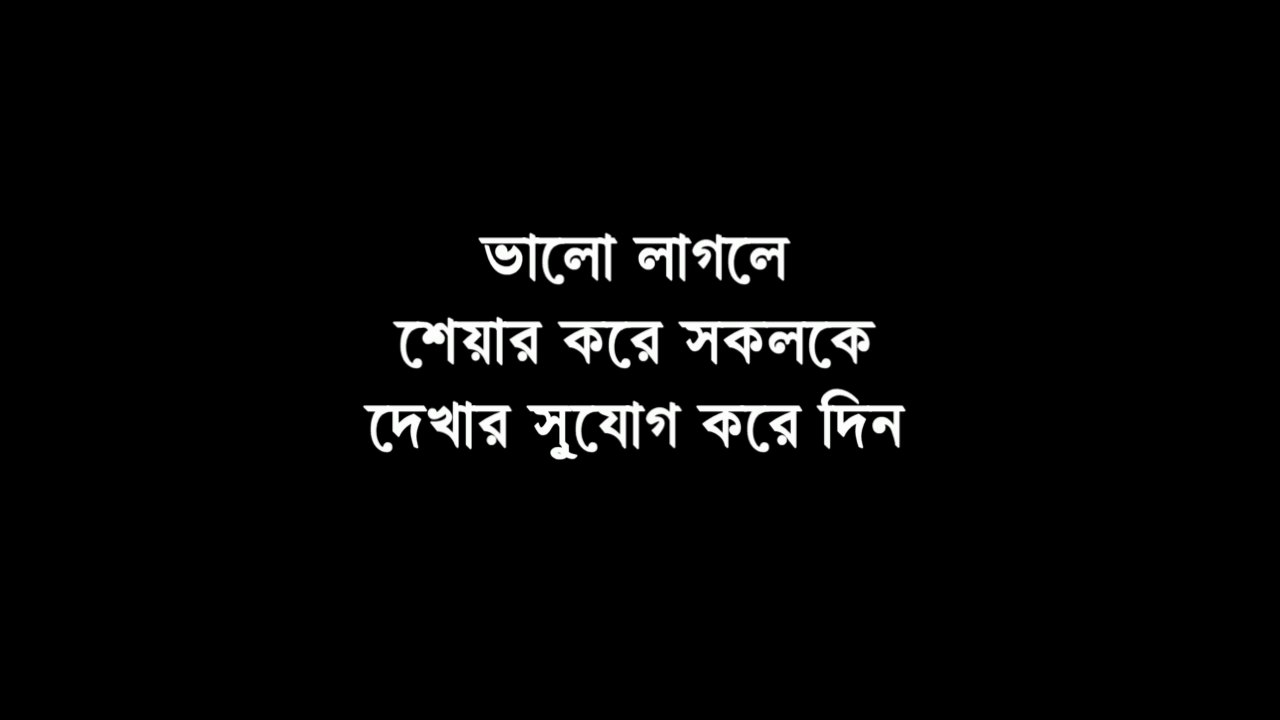 ভালো লাগলে
শেয়ার করে সকলকে
দেখার সুযোগ করে দিন